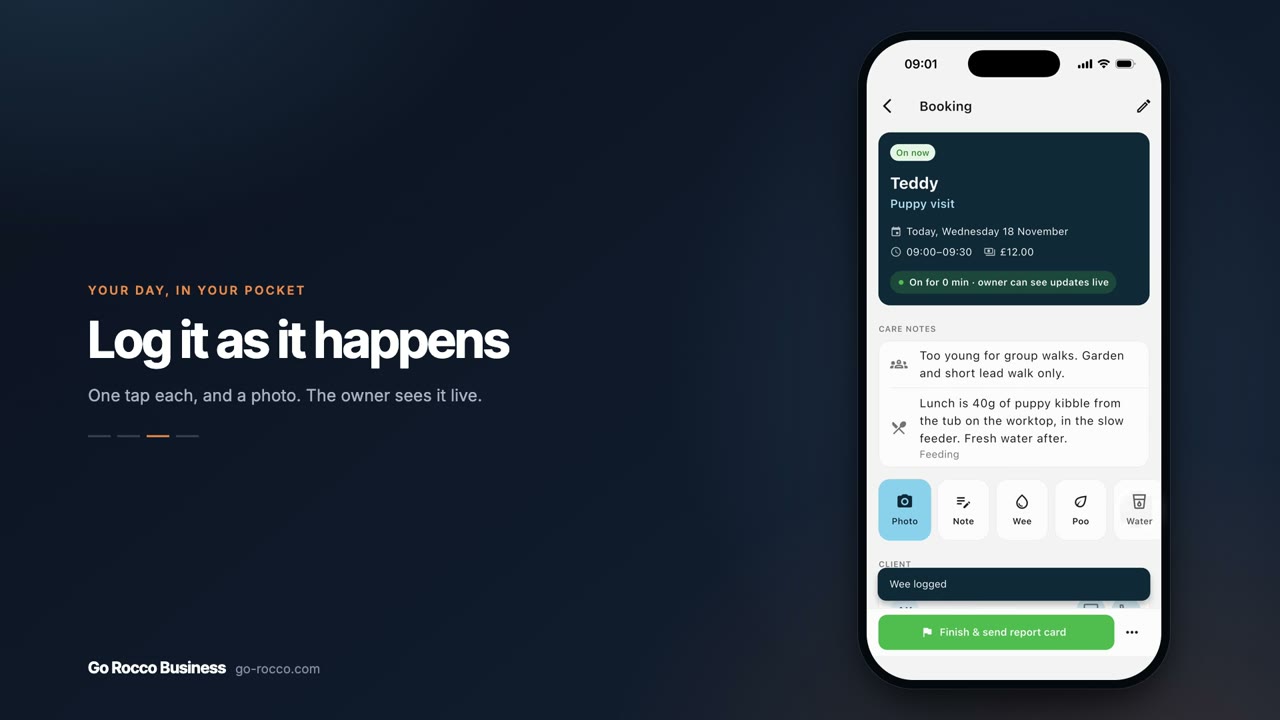 YOUR DAY, IN YOUR POCKET
Log it as it happens
One tap each, and a photo. The owner sees it live.
Go Rocco Business go-rocco.com
09:01
Booking
On now
Teddy
Puppy visit
Today, Wednesday 18 November
09:00–09:30 £12.00
On for 0 min · owner can see updates live
CARE NOTES
Too young for group walks. Garden
and short lead walk only.
Lunch is 40g of puppy kibble from
the tub on the worktop, in the slow
feeder. Fresh water after.
Feeding
Photo Note Wee Poo Water
CLIENT
Wee logged
Finish & send report card